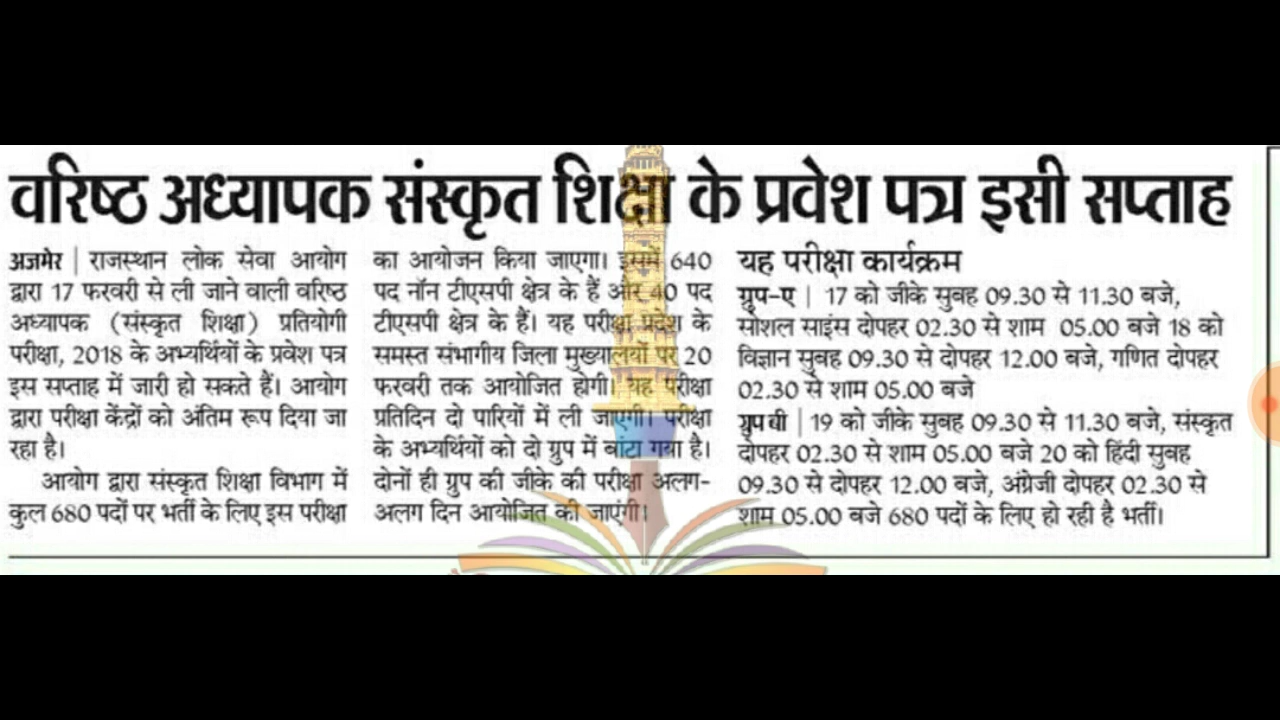 वरिष्ठ अध्यापक संस्कृत शिक्षा के प्रवेश पत्र इसी सप्ताह
अजमेर | राजस्थान लोक सेवा आयोग
द्वारा 17 फरवरी से ली जाने वाली वरिष्ठ
अध्यापक (संस्कृत शिक्षा) प्रतियोगी
परीक्षा, 2018 के अभ्यर्थियों के प्रवेश पत्र
इस सप्ताह में जारी हो सकते हैं। आयोग
द्वारा परीक्षा केंद्रों को अंतिम रूप दिया जा
रहा है।
आयोग द्वारा संस्कृत शिक्षा विभाग में
कुल 680 पदों पर भर्ती के लिए इस परीक्षा
का आयोजन किया जाएगा। इसमें 640
पद नॉन टीएसपी क्षेत्र के हैं और 40 पद
टीएसपी क्षेत्र के हैं। यह परीक्षा प्रदेश के
समस्त संभागीय जिला मुख्यालयों पर 20
फरवरी तक आयोजित होगी। यह परीक्षा
प्रतिदिन दो पारियों में ली जाएगी। परीक्षा
के अभ्यर्थियों को दो ग्रुप में बांटा गया है।
दोनों ही ग्रुप की जीके की परीक्षा अलग-
अलग दिन आयोजित की जाएंगी।
यह परीक्षा कार्यक्रम
ग्रुप-ए | 17 को जीके सुबह 09.30 से 11.30 बजे,
सोशल साइंस दोपहर 02.30 से शाम 05.00 बजे 18 को
विज्ञान सुबह 09.30 से दोपहर 12.00 बजे, गणित दोपहर
02.30 से शाम 05.00 बजे
ग्रुप बी | 19 को जीके सुबह 09.30 से 11.30 बजे, संस्कृत
दोपहर 02.30 से शाम 05.00 बजे 20 को हिंदी सुबह
09.30 से दोपहर 12.00 बजे, अंग्रेजी दोपहर 02.30 से
शाम 05.00 बजे 680 पदों के लिए हो रही है भर्ती।